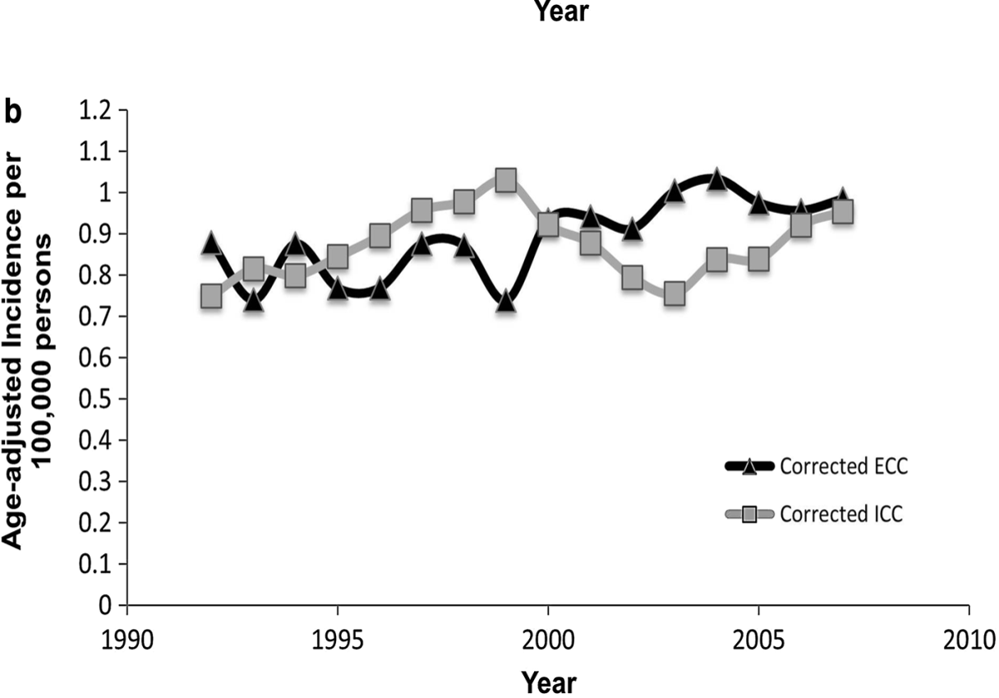 Year
b
Age-adjusted Incidence per
100,000 persons
1.2
1.1
1
0.9
0.8
0.7
0.6
0.5
0.4
0.3
0.2
0.1
0
Corrected ECC
Corrected ICC
1990 1995 2000 2005 2010
Year